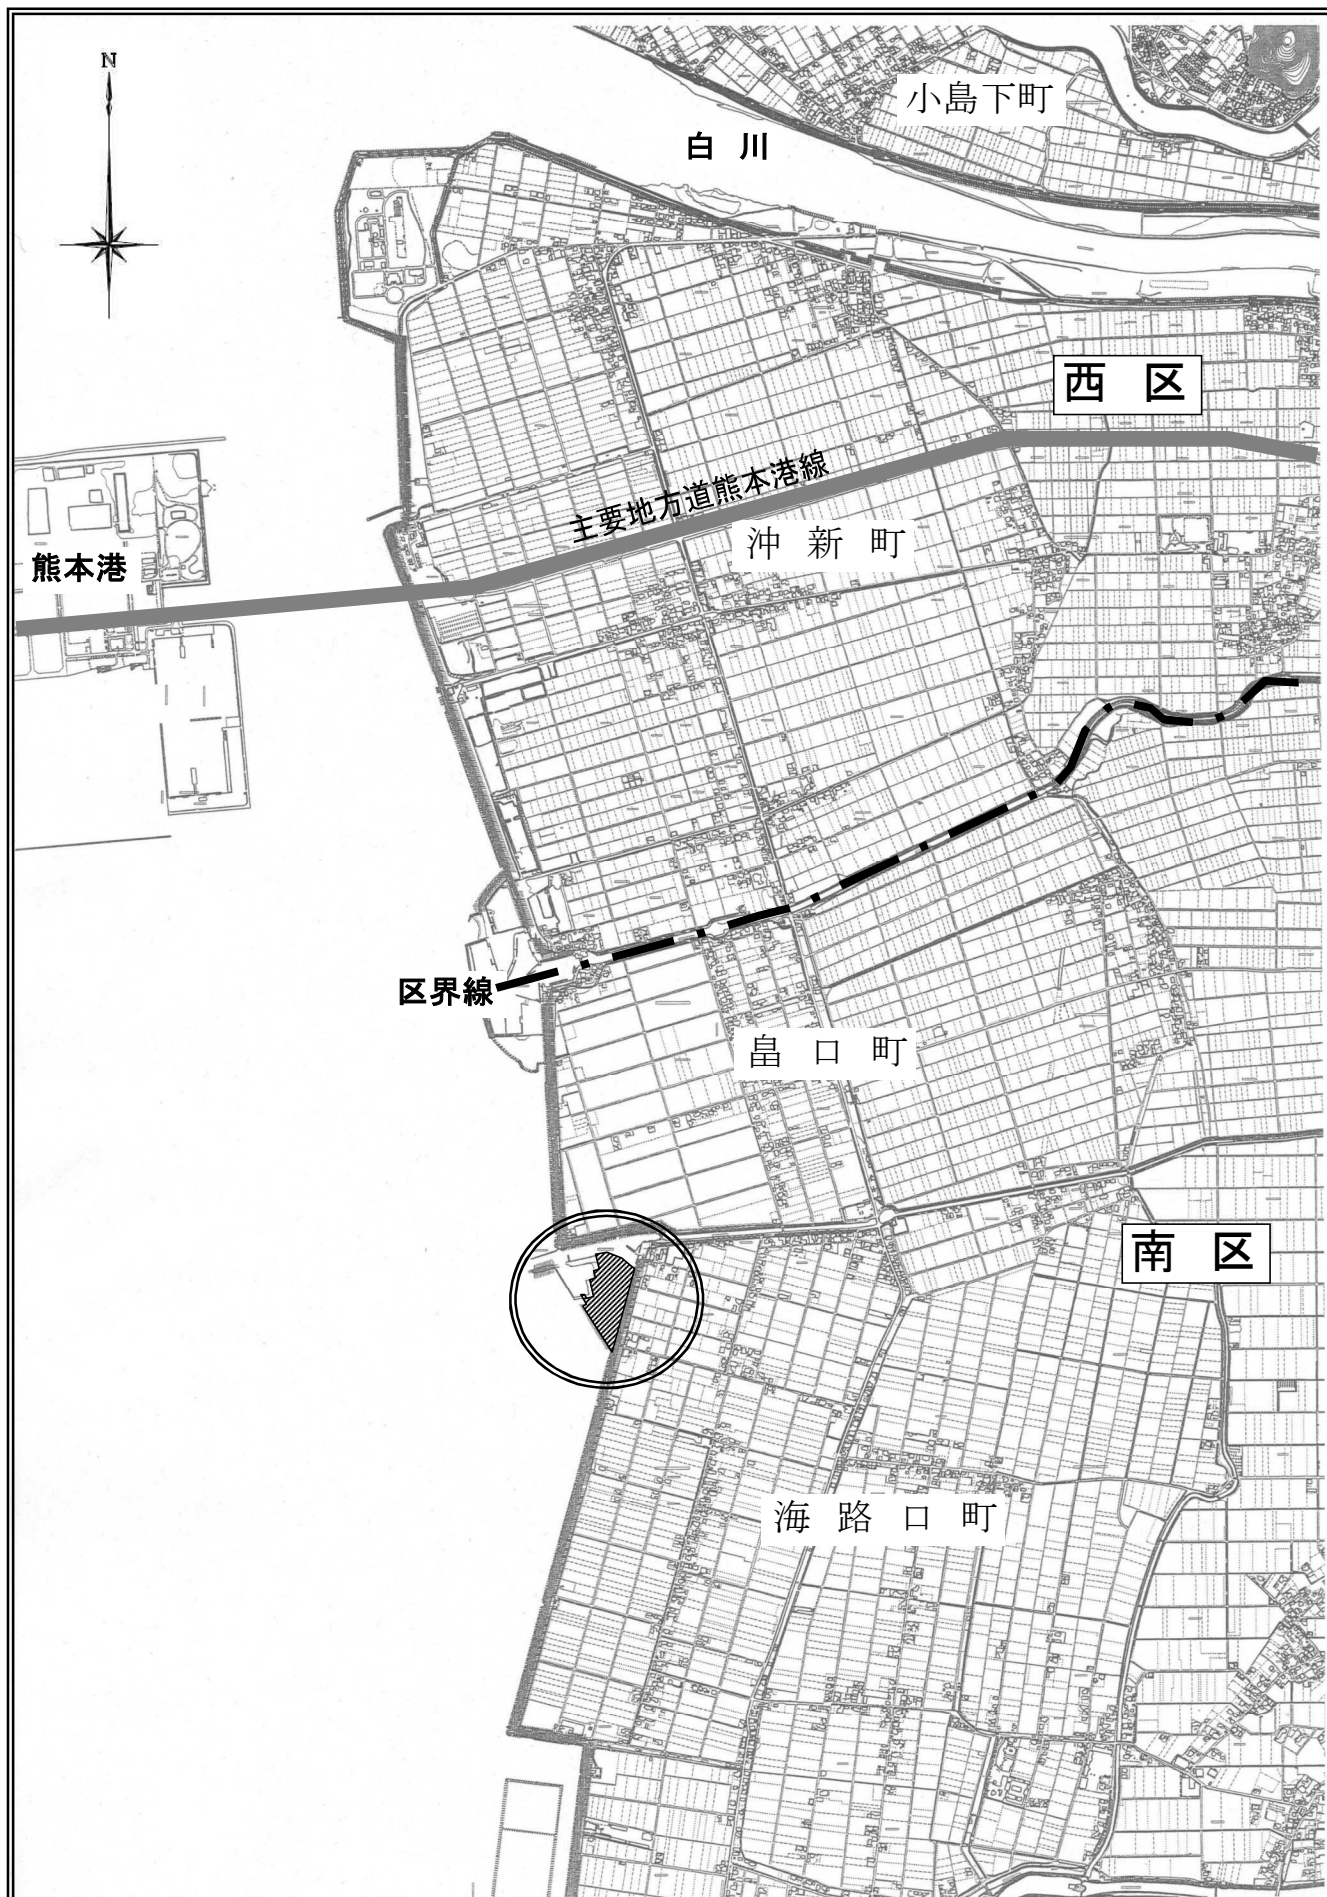 N
小島下町
白 川
西 区
主要地方道熊本港線
沖 新 町
熊本港
区界線
畠 口 町
南 区
海 路 口 町